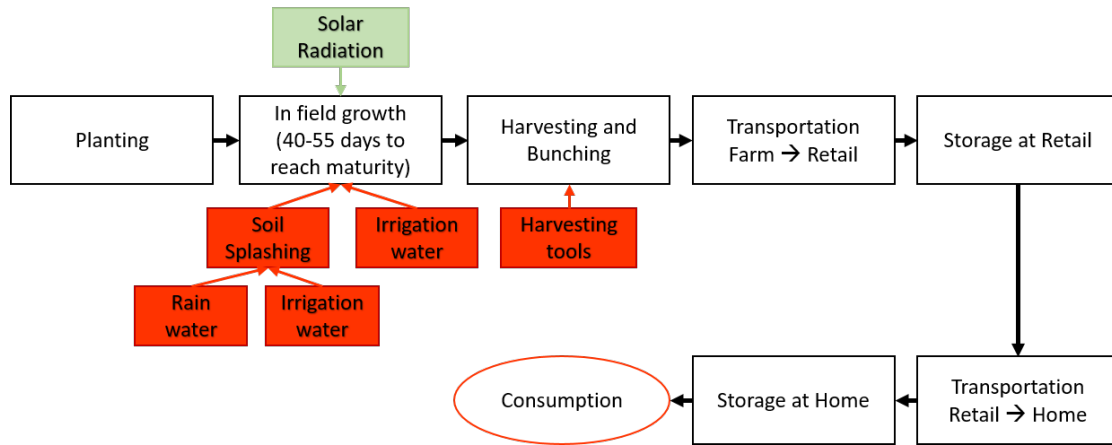 Solar
Radiation
Planting
In field growth
(40-55 days to
reach maturity)
Harvesting and
Bunching
Transportation
Farm → Retail
Storage at Retail
Soil
Splashing
Irrigation
water
Harvesting
tools
Rain
water
Irrigation
water
Consumption
Storage at Home
Transportation
Retail → Home